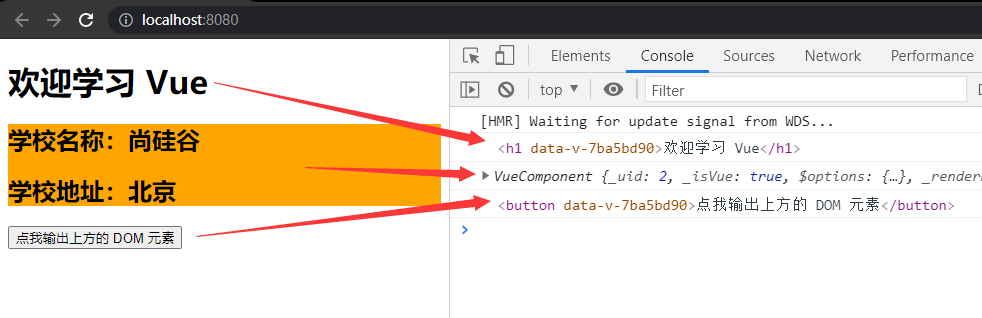 localhost:8080
欢迎学习 Vue
学校名称：尚硅谷
学校地址：北京
点我输出上方的 DOM 元素
Elements Console Sources Network Performance
top Filter
[HMR] Waiting for update signal from WDS...
<h1 data-v-7ba5bd90>欢迎学习 Vue</h1>
VueComponent {_uid: 2, _isVue: true, $options: {…}, _render
<button data-v-7ba5bd90>点我输出上方的 DOM 元素</button>